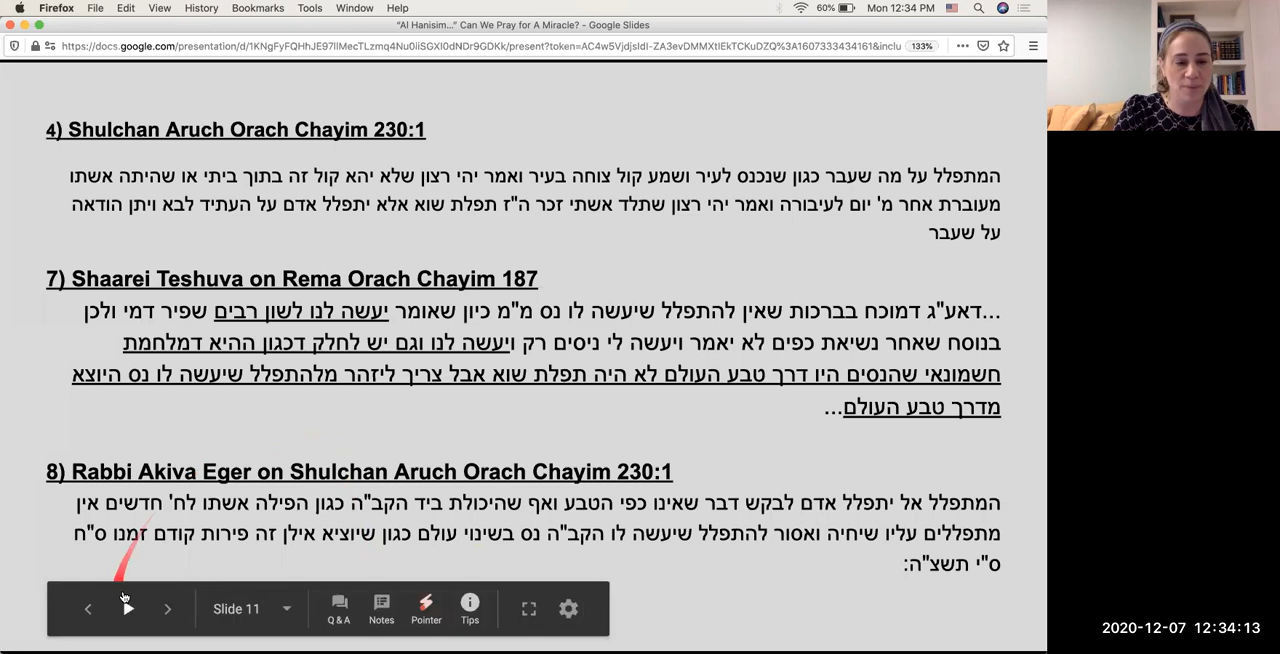 Firefox File Edit View History Bookmarks Tools Window Help 60% Mon 12:34 PM
"Al Hanisim..." Can We Pray for A Miracle? - Google Slides
133%
4) Shulchan Aruch Orach Chayim 230:1
המתפלל על מה שעבר כגון שנכנס לעיר ושמע קול צוחה בעיר ואמר יהי רצון שלא יהא קול זה בתוך ביתי או שהיתה אשתו
מעוברת אחר מ' יום לעיבורה ואמר יהי רצון שתלד אשתי זכר ה"ז תפלת שוא אלא יתפלל אדם על העתיד לבא ויתן הודאה
על שעבר
7) Shaarei Teshuva on Rema Orach Chayim 187
...דאע"ג דמוכח בברכות שאין להתפלל שיעשה לו נס מ"מ כיון שאומר יעשה לנו לשון רבים שפיר דמי ולכן
בנוסח שאחר נשיאת כפים לא יאמר ויעשה לי ניסים רק ויעשה לנו וגם יש לחלק דכגון ההיא דמלחמת
חשמונאי שהנסים היו דרך טבע העולם לא היה תפלת שוא אבל צריך ליזהר מלהתפלל שיעשה לו נס היוצא
מדרך טבע העולם...
8) Rabbi Akiva Eger on Shulchan Aruch Orach Chayim 230:1
המתפלל אל יתפלל אדם לבקש דבר שאינו כפי הטבע ואף שהיכולת ביד הקב"ה כגון הפילה אשתו לח' חדשים אין
מתפללים עליו שיחיה ואסור להתפלל שיעשה לו הקב"ה נס בשינוי עולם כגון שיוציא אילן זה פירות קודם זמנו ס"ח
ס"י תשצ"ה:
Slide 11 Q & A Notes Pointer Tips
2020-12-07 12:34:13